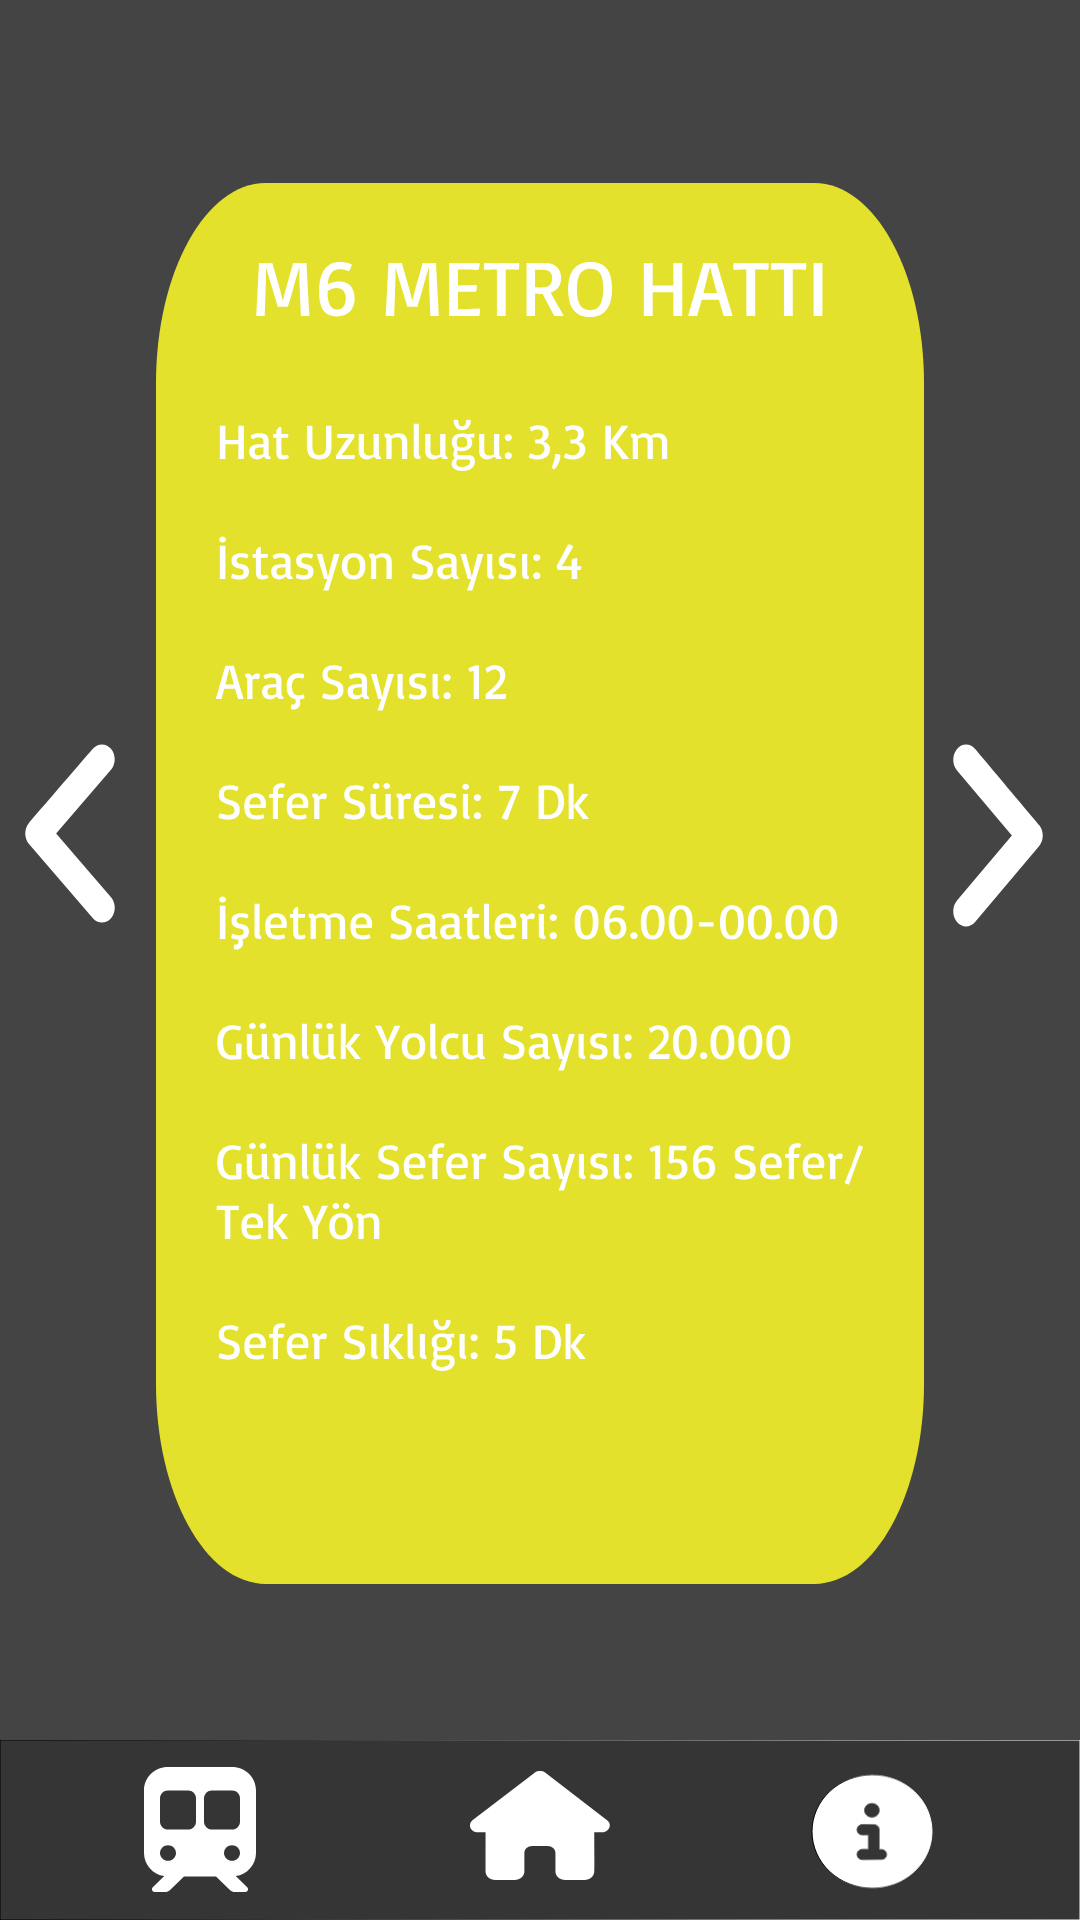 M6 METRO HATTI
Hat Uzunluğu: 3,3 Km
İstasyon Sayısı: 4
Araç Sayısı: 12
Sefer Süresi: 7 Dk
İşletme Saatleri: 06.00-00.00
Günlük Yolcu Sayısı: 20.000
Günlük Sefer Sayısı: 156 Sefer/
Tek Yön
Sefer Sıklığı: 5 Dk